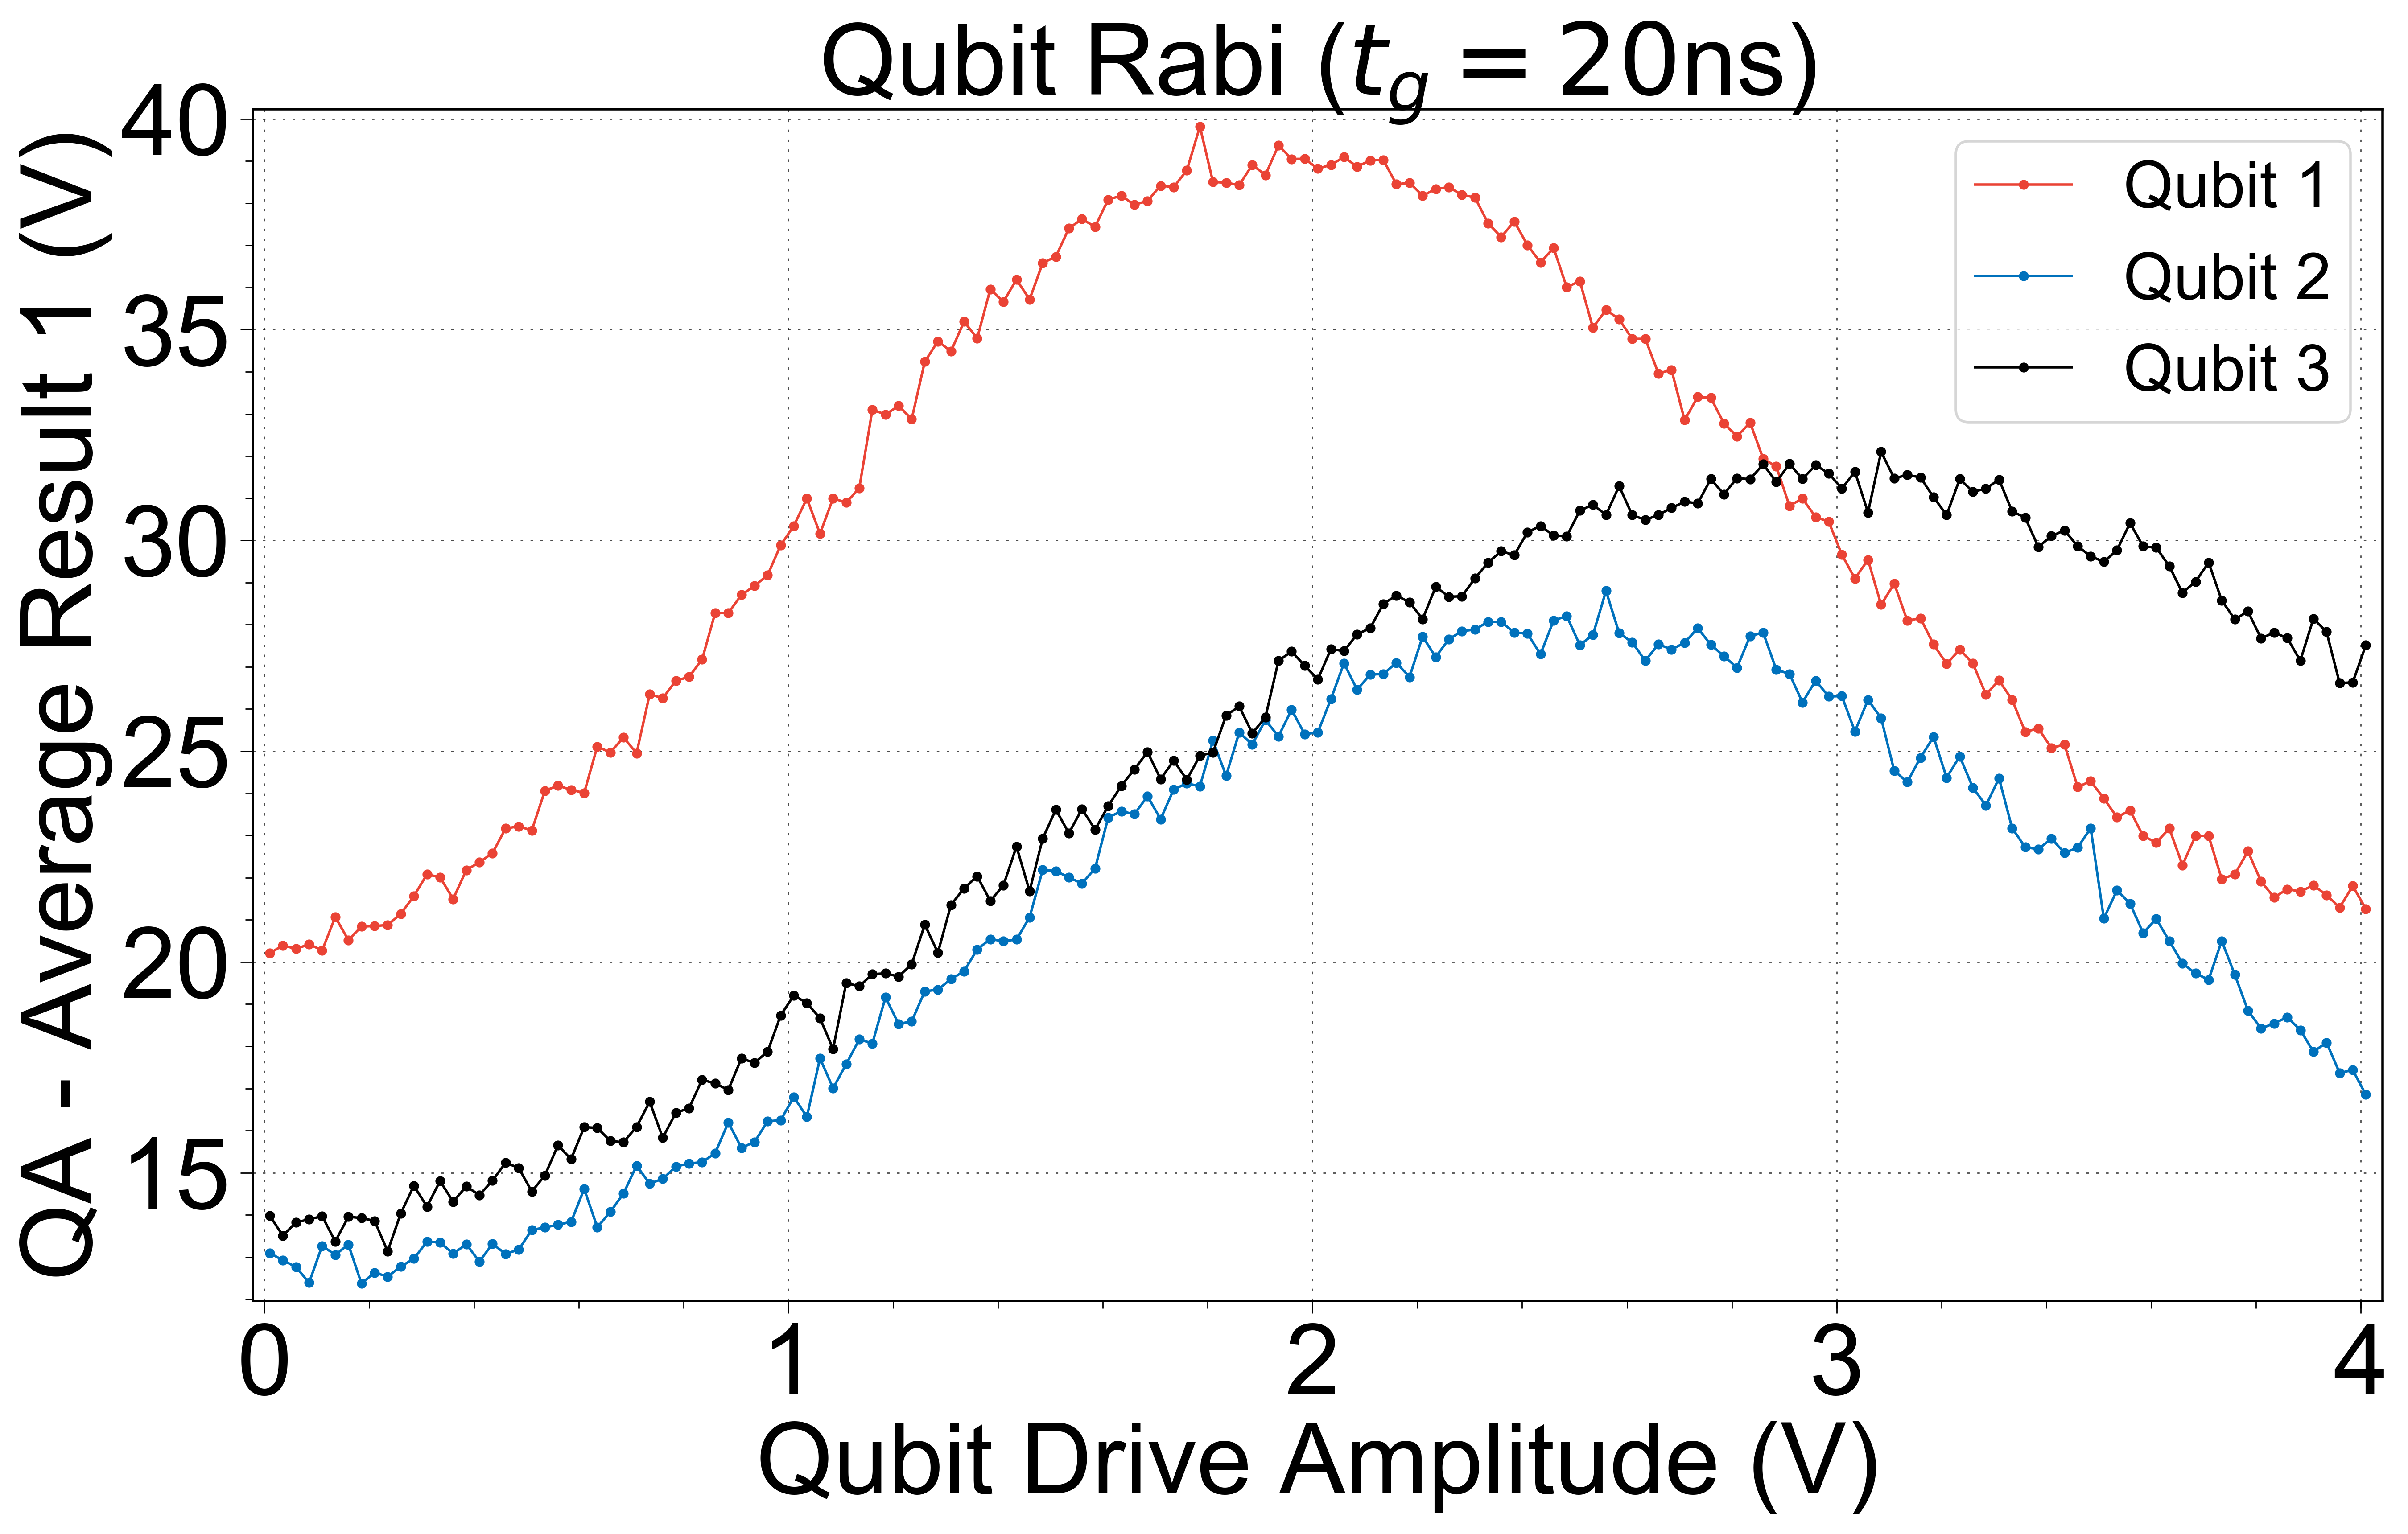 Qubit Rabi (t_g = 20ns)
QA - Average Result 1 (V)
40
35
30
25
20
15
Qubit 1
Qubit 2
Qubit 3
0 1 2 3 4
Qubit Drive Amplitude (V)